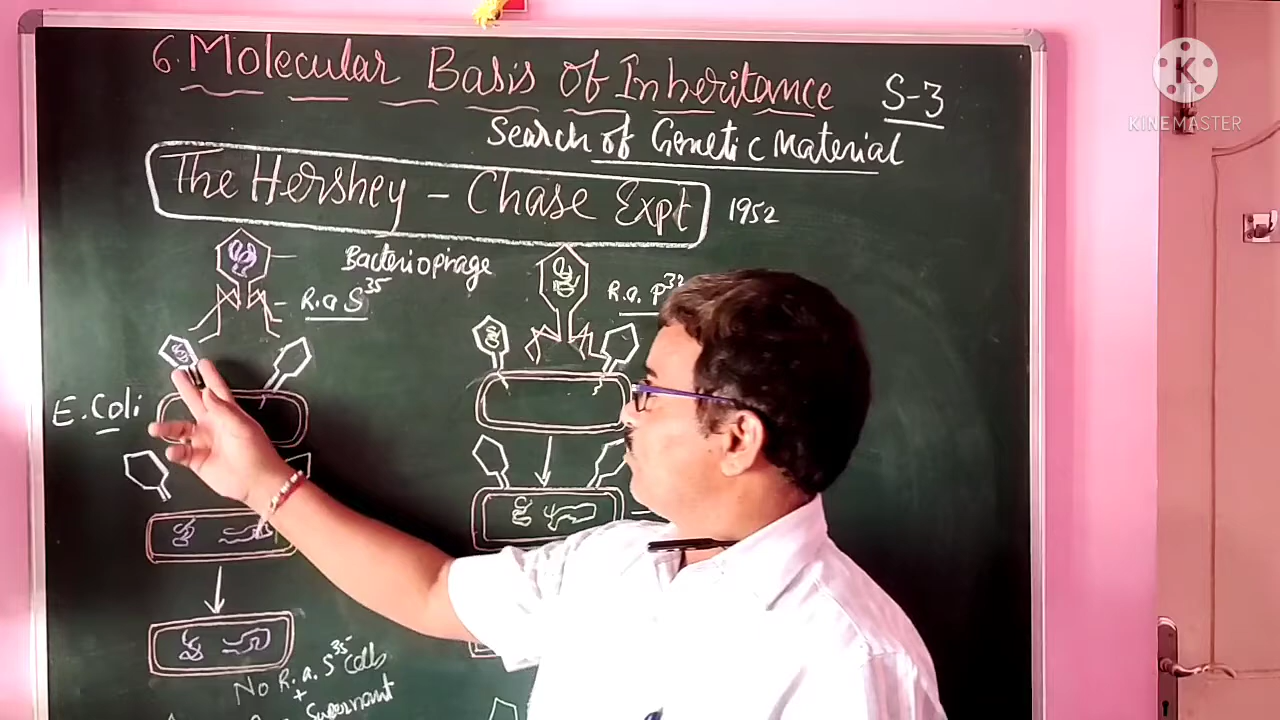 6. Molecular Basis of Inheritance
S-3
Search of Genetic Material
The Hershey - Chase Expt
1952
Bacteriophage
R.a S35
R.a. P32
E. Coli
No R.a. S35 Cells
+
K
KINEMASTER